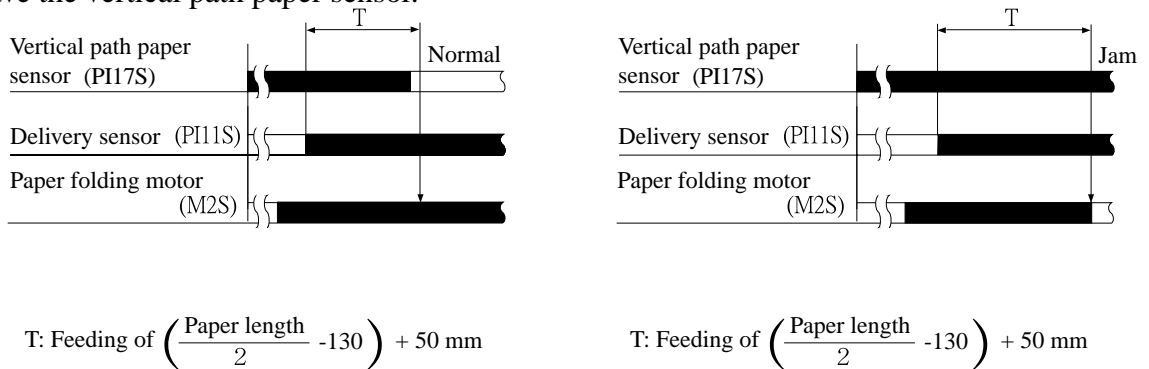 ve the vertical path paper sensor.
T
Vertical path paper
sensor (PI17S)
Normal
Delivery sensor (PI11S)
Paper folding motor
(M2S)
T: Feeding of (Paper length/2 -130) + 50 mm
T
Vertical path paper
sensor (PI17S)
Jam
Delivery sensor (PI11S)
Paper folding motor
(M2S)
T: Feeding of (Paper length/2 -130) + 50 mm